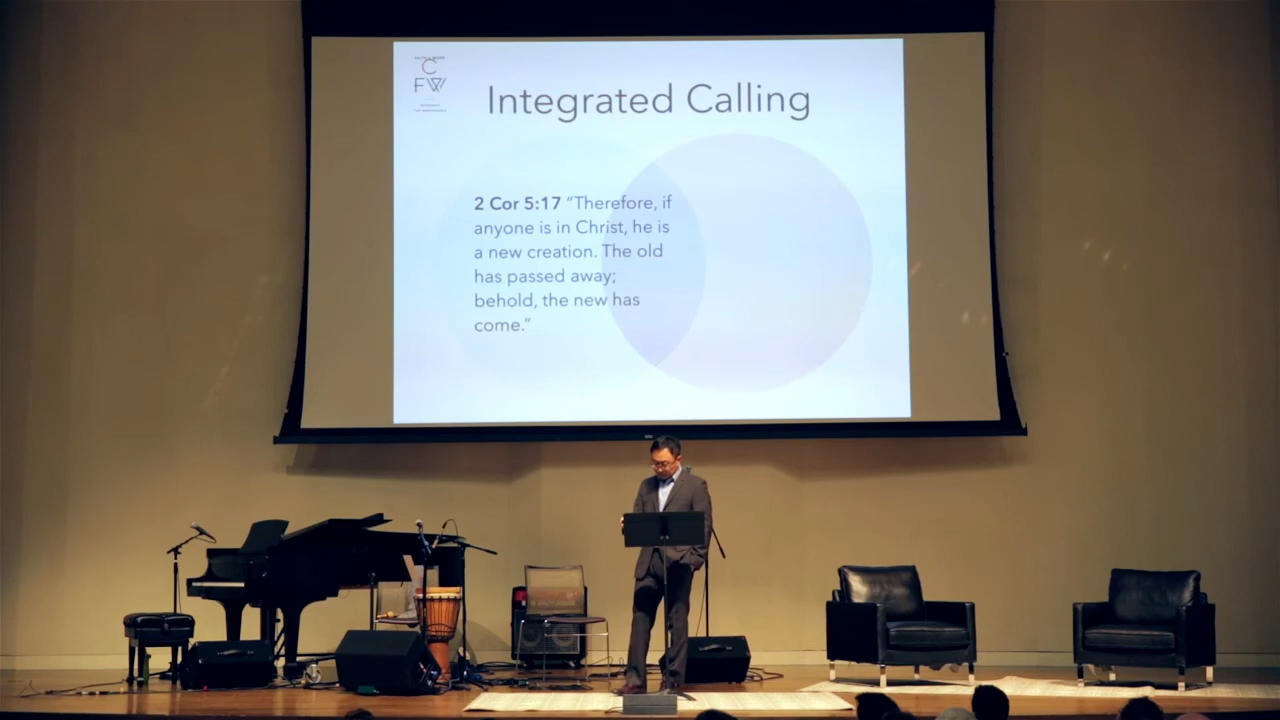 C
FW
Integrated Calling
2 Cor 5:17 “Therefore, if
anyone is in Christ, he is
a new creation. The old
has passed away;
behold, the new has
come.”